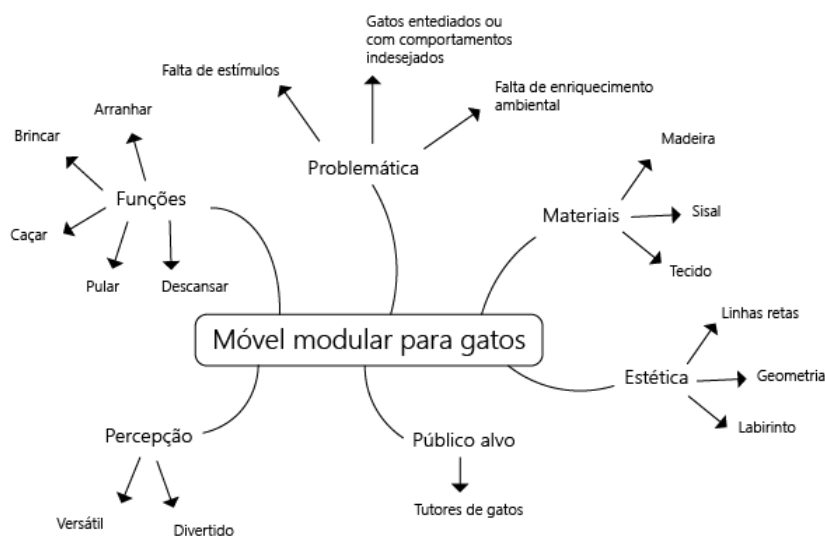 Gatos entediados ou
com comportamentos
indesejados
Falta de estímulos
Falta de enriquecimento
ambiental
Problemática
Arranhar
Brincar
Funções
Caçar
Pular
Descansar
Madeira
Materiais
Sisal
Tecido
Móvel modular para gatos
Linhas retas
Estética
Geometria
Labirinto
Percepção
Versátil
Divertido
Público alvo
Tutores de gatos